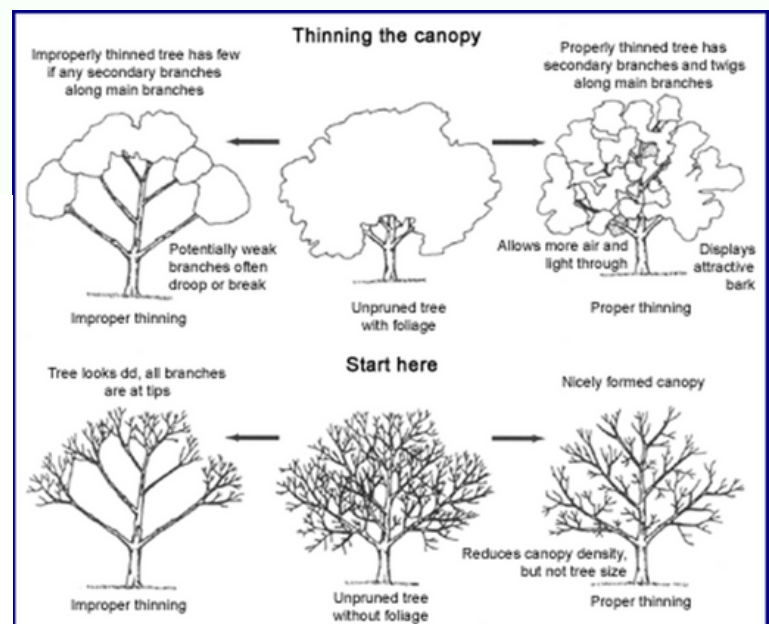 Thinning the canopy
Improperly thinned tree has few
if any secondary branches
along main branches
Properly thinned tree has
secondary branches and twigs
along main branches
Potentially weak
branches often
droop or break
Improper thinning
Unpruned tree
with foliage
Allows more air and
light through
Displays
attractive
bark
Proper thinning
Start here
Tree looks dd, all branches
are at tips
Nicely formed canopy
Improper thinning
Unpruned tree
without foliage
Reduces canopy density,
but not tree size
Proper thinning